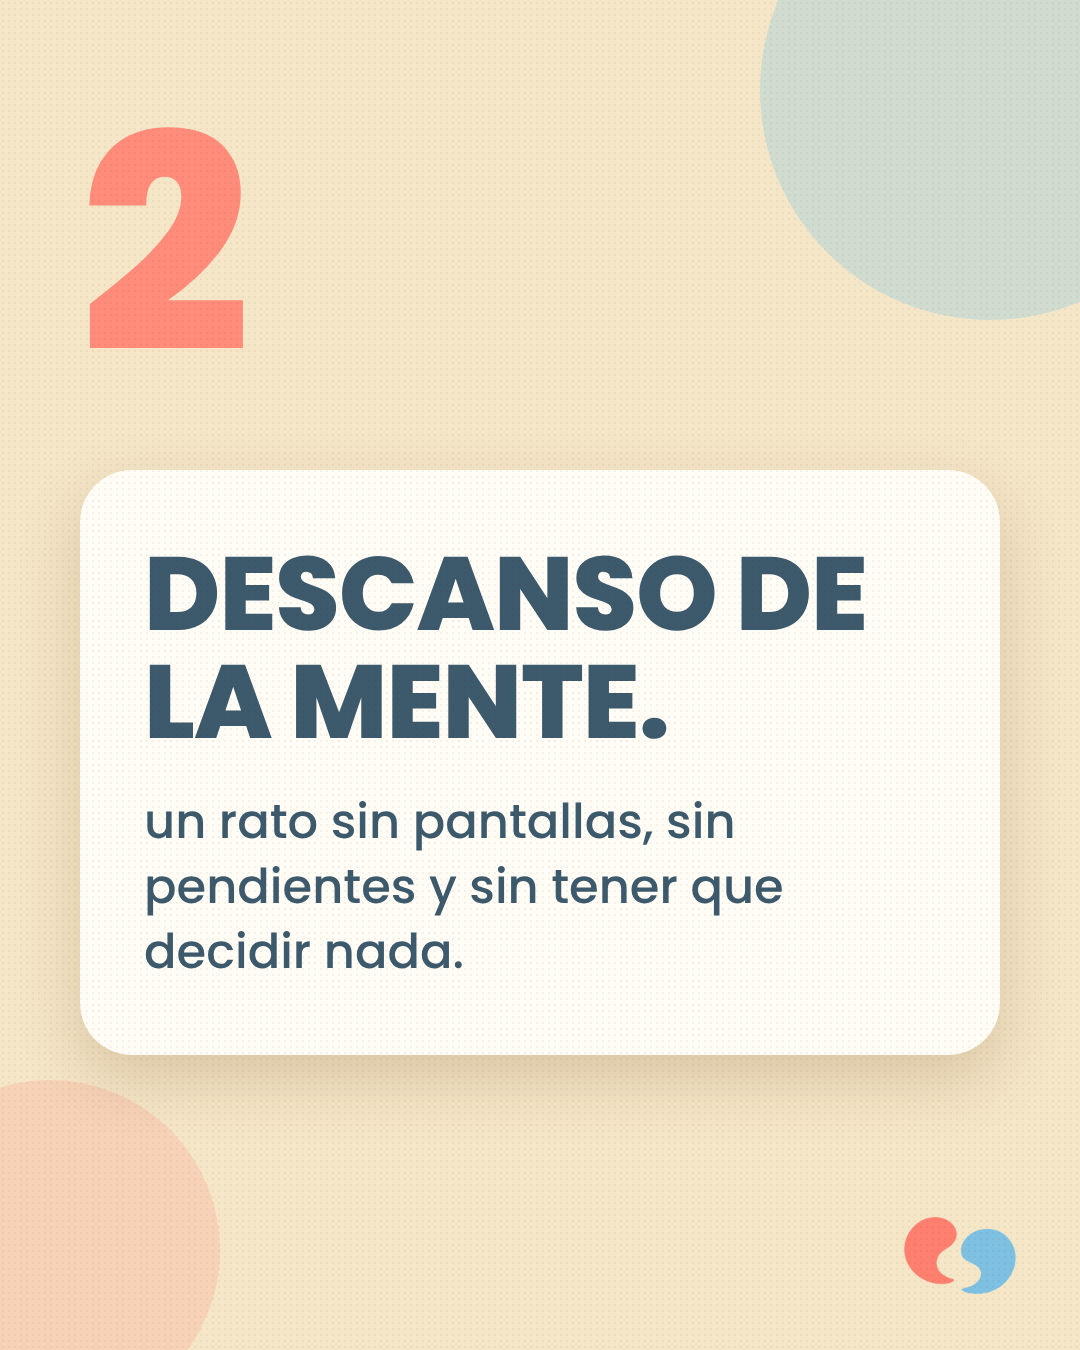 2
DESCANSO DE
LA MENTE.
un rato sin pantallas, sin
pendientes y sin tener que
decidir nada.